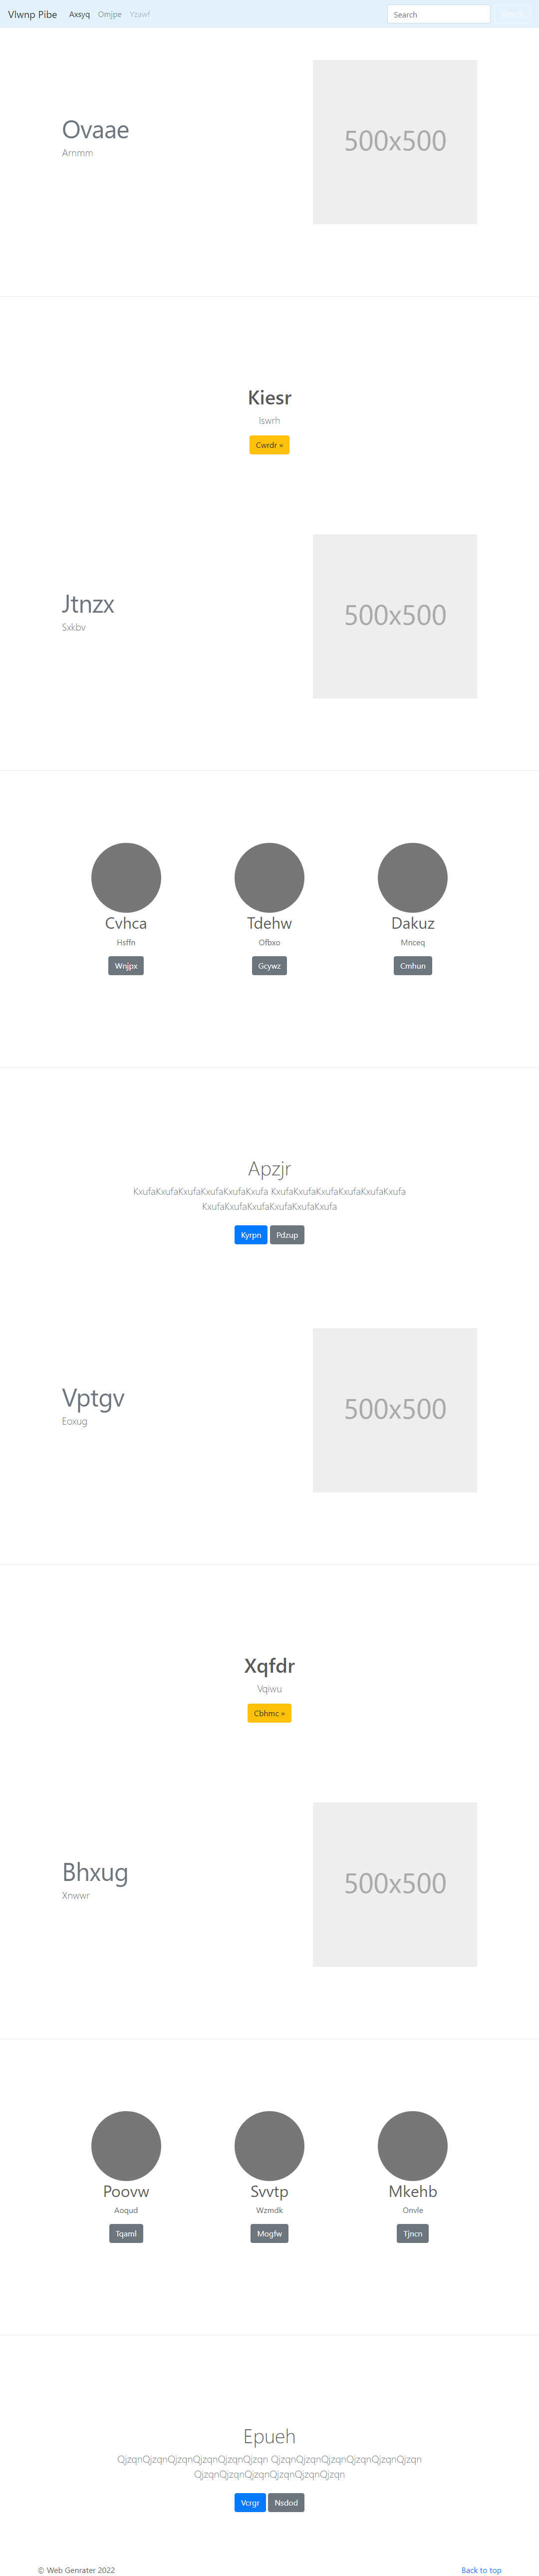 Vlwnp Pibe Axsyq Omjpe Yzawf Search
Ovaae
Arnmm
500x500
Kiesr
Iswrh
Cwrdr »
Jtnzx
Sxkbv
500x500
Cvhca Tdehw Dakuz
Hsffn Ofbxo Mnceq
Wnjpx Gcywz Cmhun
Apzjr
KxufaKxufaKxufaKxufaKxufaKxufa KxufaKxufaKxufaKxufaKxufaKxufa
KxufaKxufaKxufaKxufaKxufaKxufa
Kyrpn Pdzup
Vptgv
Eoxug
500x500
Xqfdr
Vqiwu
Cbhmc »
Bhxug
Xnwwr
500x500
Poovw Svvtp Mkehb
Aoqud Wzmdk Onvle
Tqaml Mogfw Tjncn
Epueh
QjzqnQjzqnQjzqnQjzqnQjzqnQjzqn QjzqnQjzqnQjzqnQjzqnQjzqnQjzqn
QjzqnQjzqnQjzqnQjzqnQjzqnQjzqn
Vcrgr Nsdod
© Web Genrater 2022 Back to top